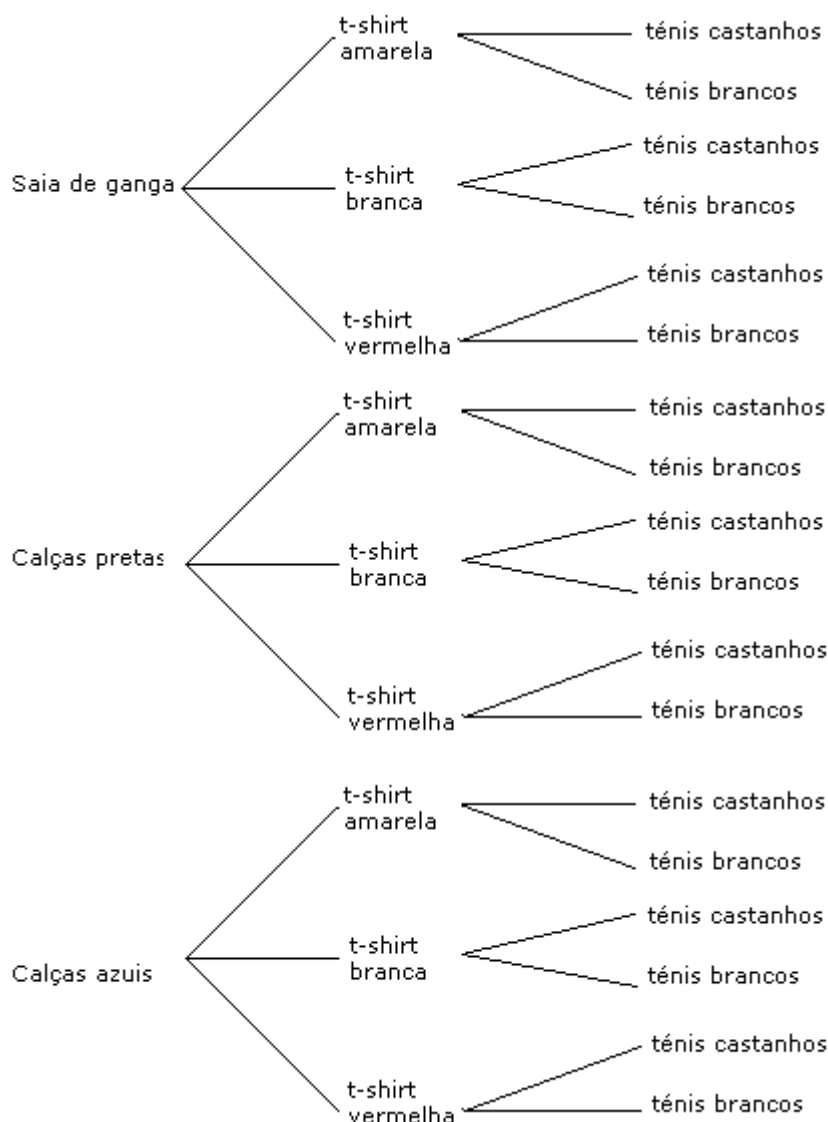 t-shirt
amarela
ténis castanhos
ténis brancos
Saia de ganga
t-shirt
branca
ténis castanhos
ténis brancos
t-shirt
vermelha
ténis castanhos
ténis brancos
t-shirt
amarela
ténis castanhos
ténis brancos
Calças pretas
t-shirt
branca
ténis castanhos
ténis brancos
t-shirt
vermelha
ténis castanhos
ténis brancos
t-shirt
amarela
ténis castanhos
ténis brancos
Calças azuis
t-shirt
branca
ténis castanhos
ténis brancos
t-shirt
vermelha
ténis castanhos
ténis brancos